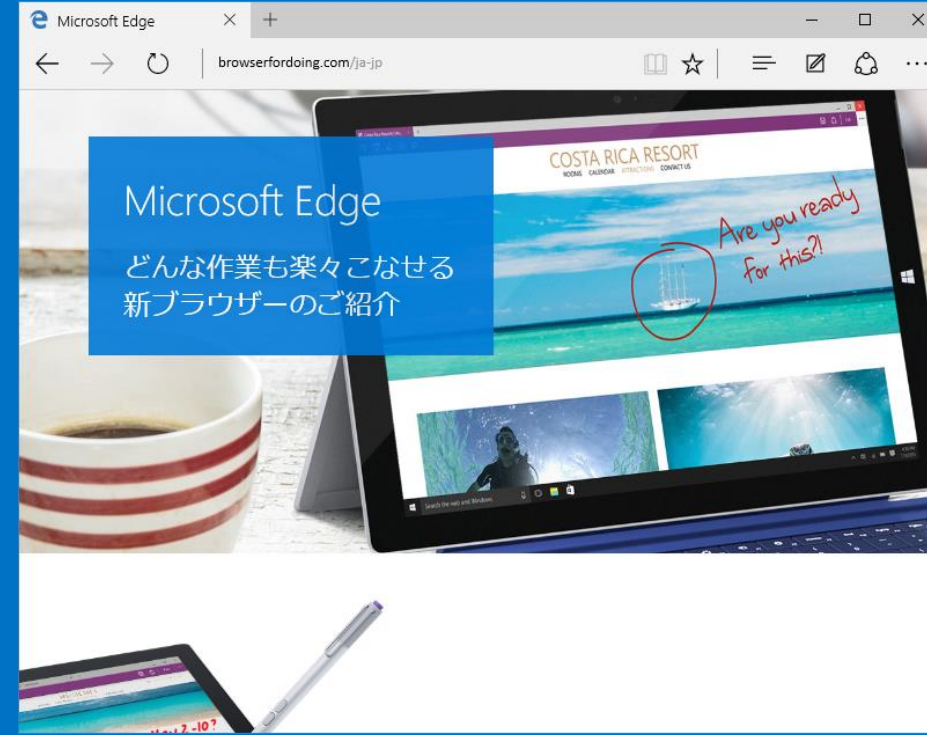 Microsoft Edge
browserfordoing.com/ja-jp
COSTA RICA RESORT
ROOMS CALENDAR ATTRACTIONS CONTACT US
Microsoft Edge
どんな作業も楽々こなせる
新ブラウザーのご紹介
Are you ready
for this?!
Search the web and Windows